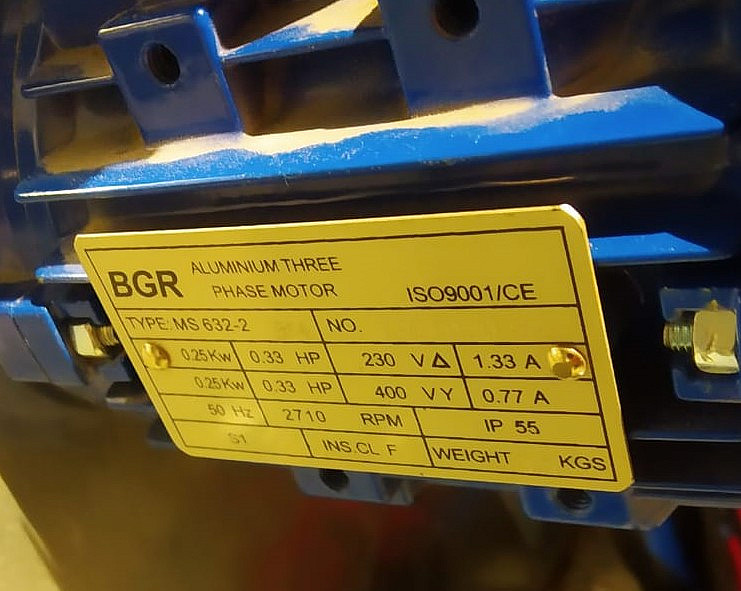 BGR ALUMINIUM THREE
PHASE MOTOR ISO9001/CE
TYPE: MS 632-2 NO.
0.25Kw 0.33 HP 230 V Δ 1.33 A
0.25Kw 0.33 HP 400 V Y 0.77 A
50 Hz 2710 RPM IP 55
S1 INS.CL F WEIGHT KGS